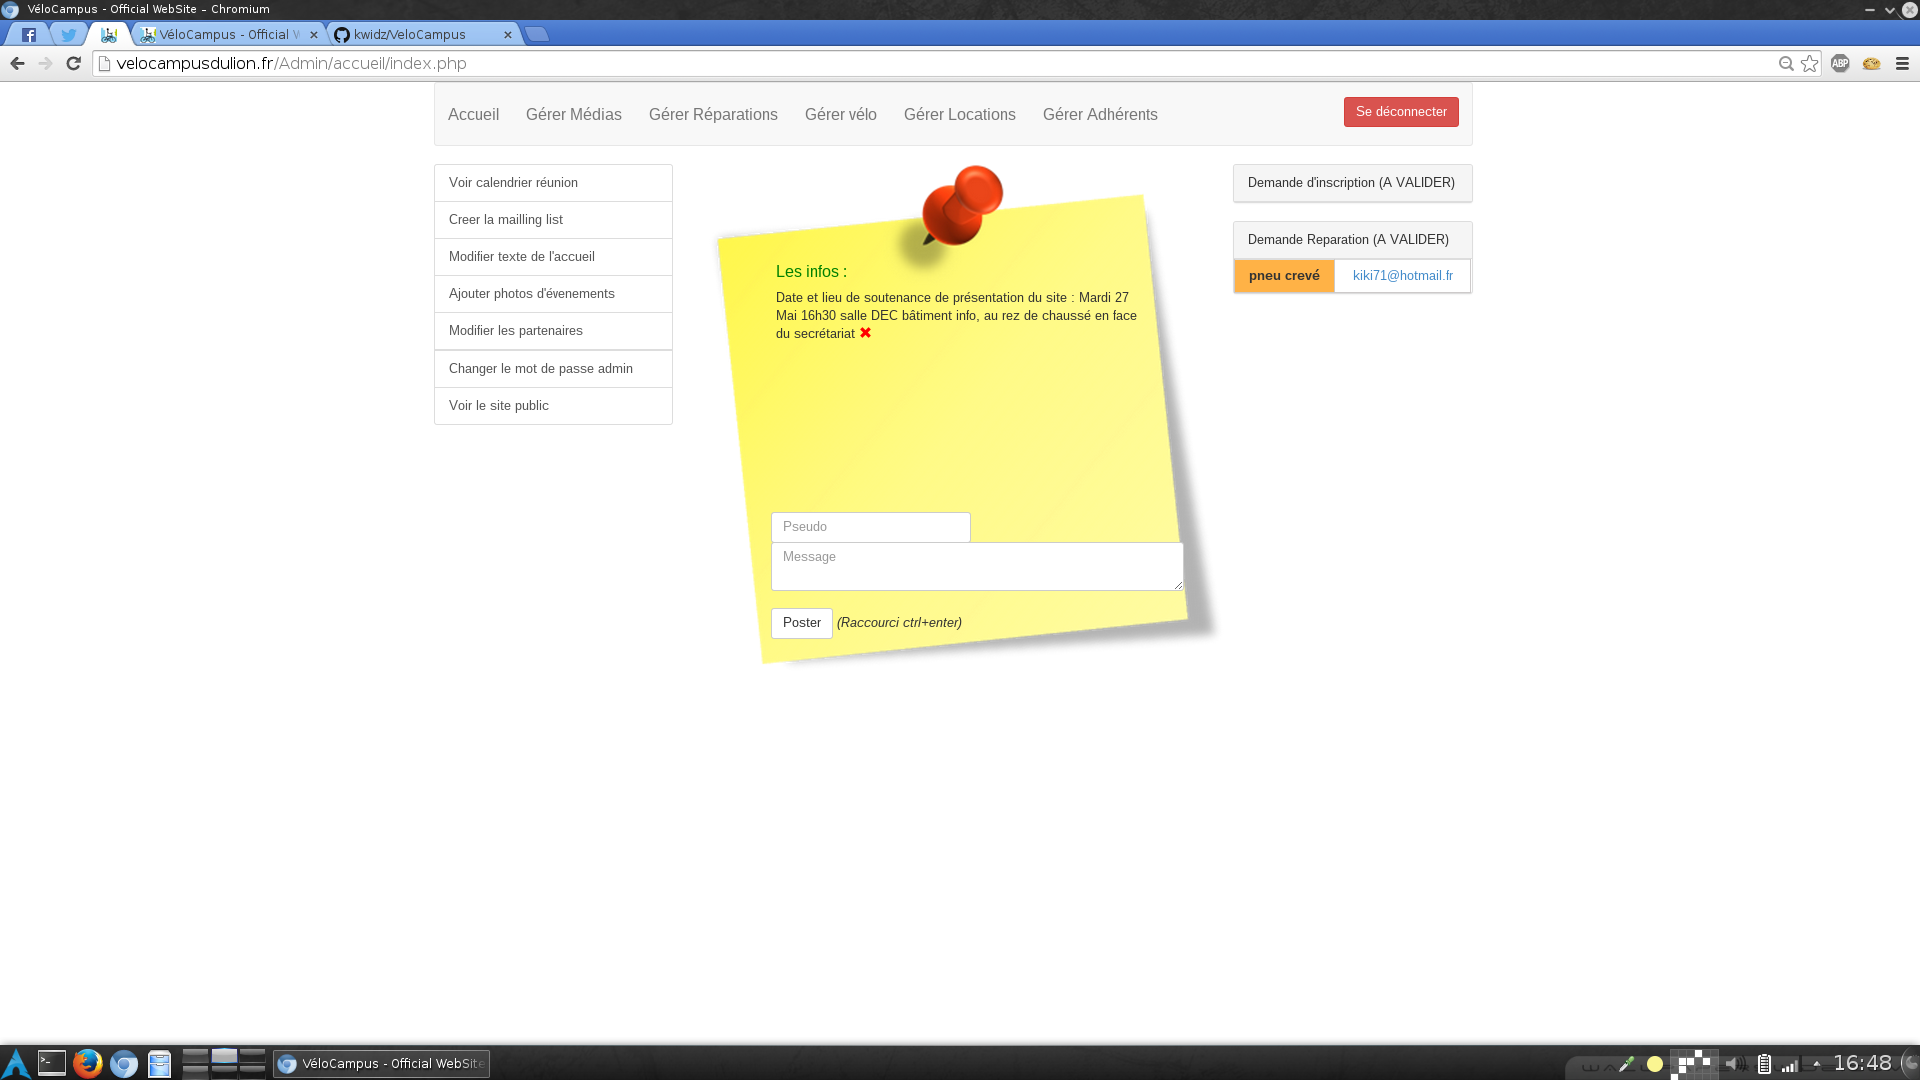 VéloCampus - Official WebSite - Chromium
VéloCampus - Official W
kwidz/VeloCampus
velocampusdulion.fr/Admin/accueil/index.php
ABP
Accueil
Gérer Médias
Gérer Réparations
Gérer vélo
Gérer Locations
Gérer Adhérents
Se déconnecter
Voir calendrier réunion
Creer la mailling list
Modifier texte de l'accueil
Ajouter photos d'évenements
Modifier les partenaires
Changer le mot de passe admin
Voir le site public
Les infos :
Date et lieu de soutenance de présentation du site : Mardi 27
Mai 16h30 salle DEC bâtiment info, au rez de chaussé en face
du secrétariat
Pseudo
Message
Poster (Raccourci ctrl+enter)
Demande d'inscription (A VALIDER)
Demande Reparation (A VALIDER)
pneu crevé
kiki71@hotmail.fr
VéloCampus - Official WebSite
16:48